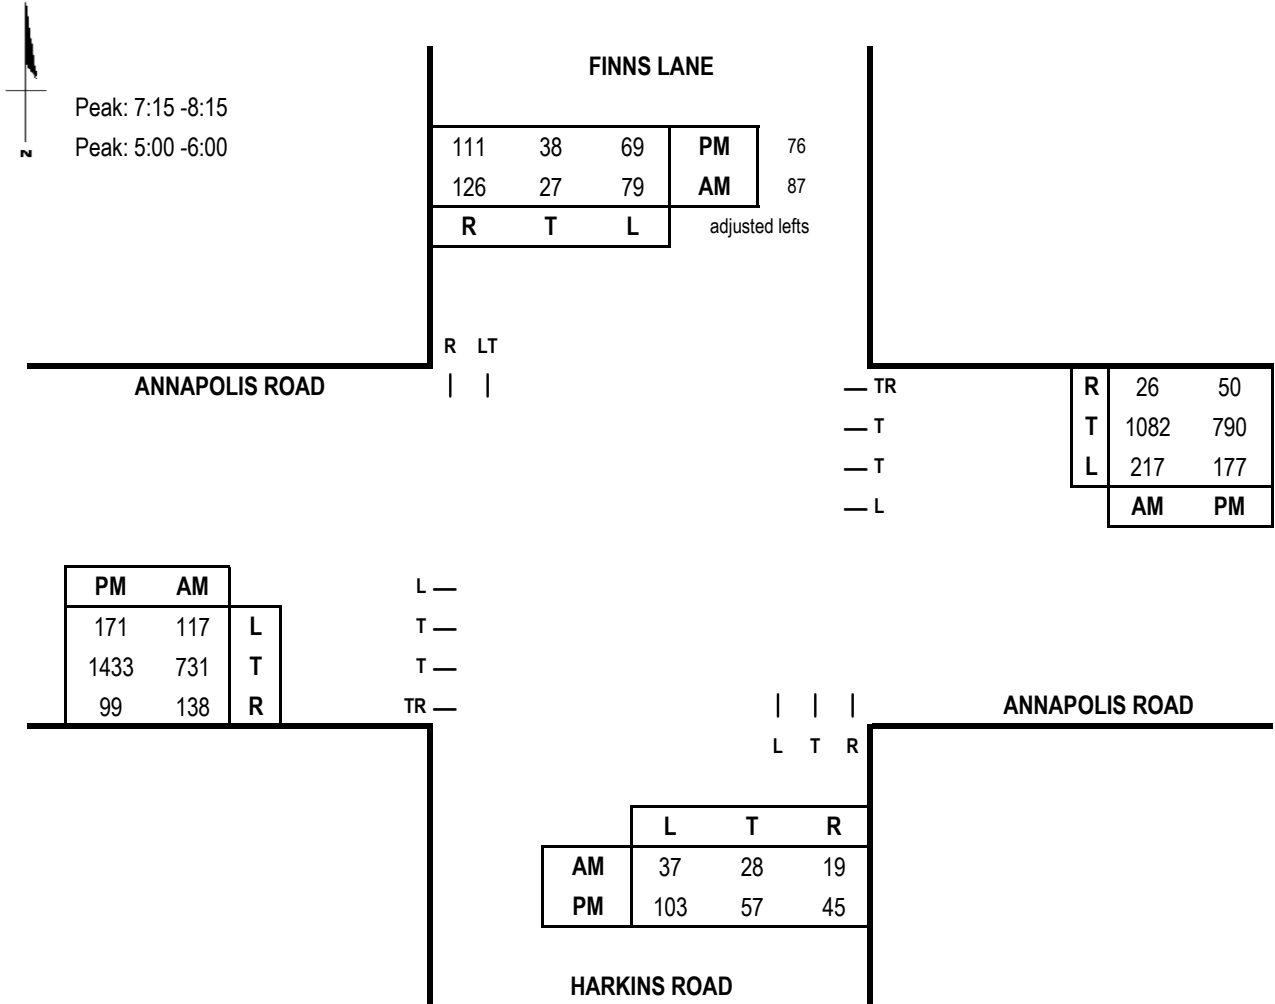 FINNS LANE
Peak: 7:15 -8:15
Peak: 5:00 -6:00
N
111 38 69 PM 76
126 27 79 AM 87
R T L adjusted lefts
R LT
ANNAPOLIS ROAD
TR
T
T
L
R 26 50
T 1082 790
L 217 177
AM PM
PM AM
171 117 L
1433 731 T
99 138 R
L
T
T
TR
ANNAPOLIS ROAD
L T R
L T R
AM 37 28 19
PM 103 57 45
HARKINS ROAD